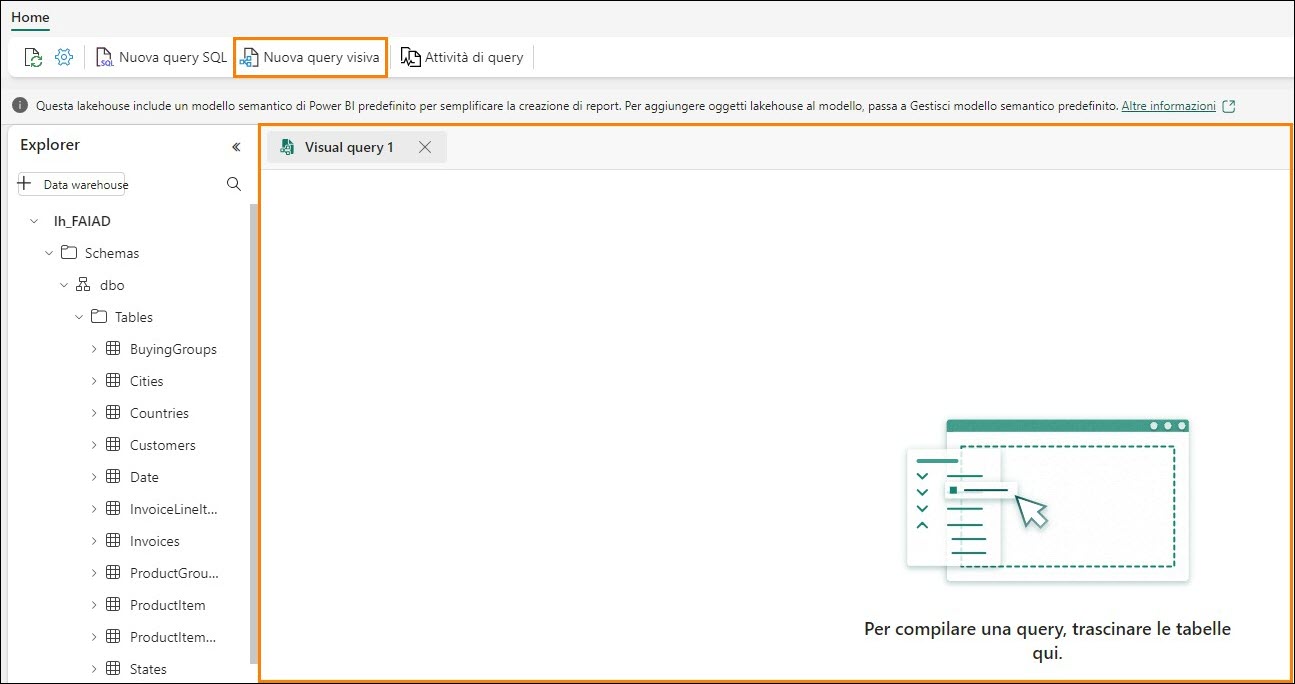 Home
Nuova query SQL
Nuova query visiva
Attività di query
Questa lakehouse include un modello semantico di Power BI predefinito per semplificare la creazione di report. Per aggiungere oggetti lakehouse al modello, passa a Gestisci modello semantico predefinito. Altre informazioni
Explorer
Visual query 1
Data warehouse
lh_FAIAD
Schemas
dbo
Tables
BuyingGroups
Cities
Countries
Customers
Date
InvoiceLineIt...
Invoices
ProductGrou...
ProductItem
ProductItem...
States
Per compilare una query, trascinare le tabelle
qui.